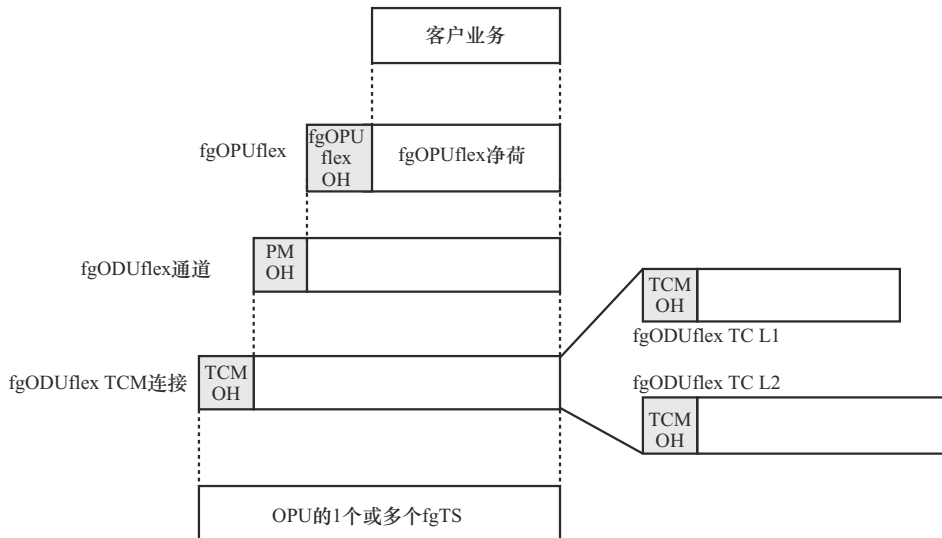 客户业务
fgOPUflex
fgOPU
flex
OH
fgOPUflex净荷
fgODUflex通道
PM
OH
TCM
OH
fgODUflex TC L1
fgODUflex TCM连接
TCM
OH
fgODUflex TC L2
TCM
OH
OPU的1个或多个fgTS